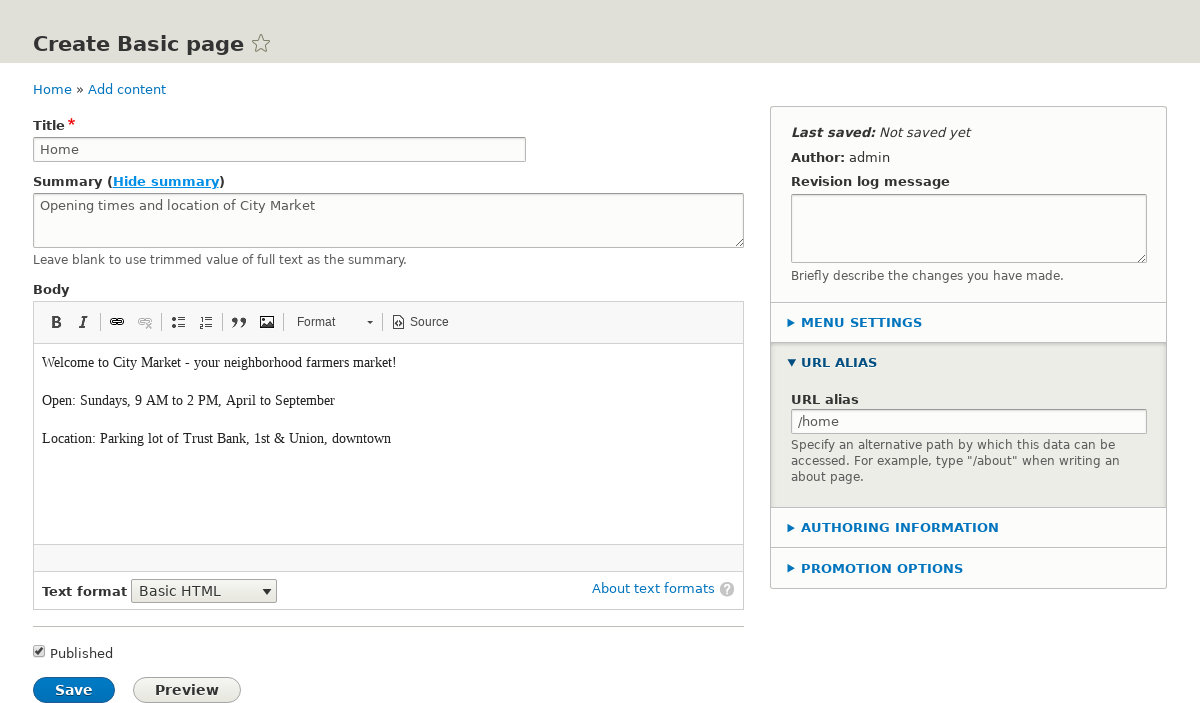 Create Basic page
Home » Add content
Title*
Home
Summary (Hide summary)
Opening times and location of City Market
Leave blank to use trimmed value of full text as the summary.
Body
B I Format Source
Welcome to City Market - your neighborhood farmers market!
Open: Sundays, 9 AM to 2 PM, April to September
Location: Parking lot of Trust Bank, 1st & Union, downtown
Text format Basic HTML About text formats ?
Published
Save Preview
Last saved: Not saved yet
Author: admin
Revision log message
Briefly describe the changes you have made.
MENU SETTINGS
URL ALIAS
URL alias
/home
Specify an alternative path by which this data can be
accessed. For example, type "/about" when writing an
about page.
AUTHORING INFORMATION
PROMOTION OPTIONS